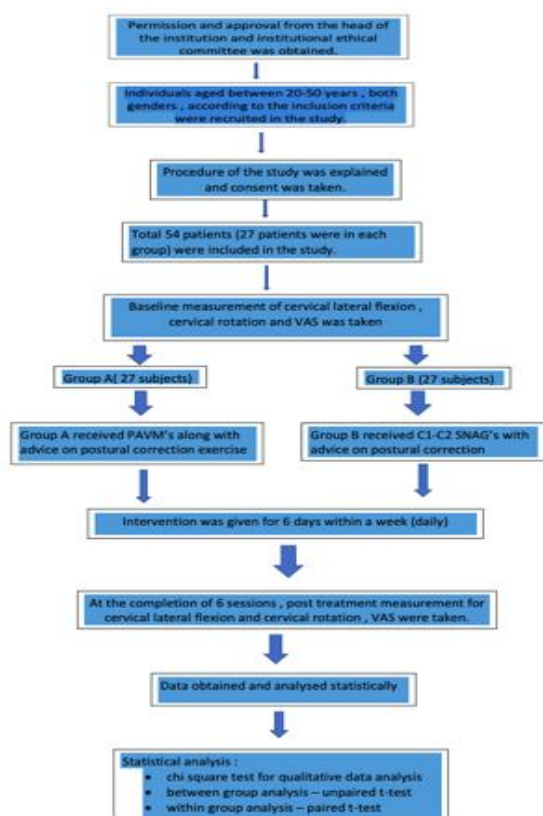 Permission and approval from the head of
the institution and institutional ethical
committee was obtained.
Individuals aged between 20-50 years , both
genders , according to the inclusion criteria
were recruited in the study.
Procedure of the study was explained
and consent was taken.
Total 54 patients (27 patients were in each
group) were included in the study.
Baseline measurement of cervical lateral flexion ,
cervical rotation and VAS was taken
Group A( 27 subjects)
Group B (27 subjects)
Group A received PAVM's along with
advice on postural correction exercise
Group B received C1-C2 SNAG's with
advice on postural correction
Intervention was given for 6 days within a week (daily)
At the completion of 6 sessions , post treatment measurement for
cervical lateral flexion and cervical rotation , VAS were taken.
Data obtained and analysed statistically
Statistical analysis :
• chi square test for qualitative data analysis
• between group analysis – unpaired t-test
• within group analysis – paired t-test